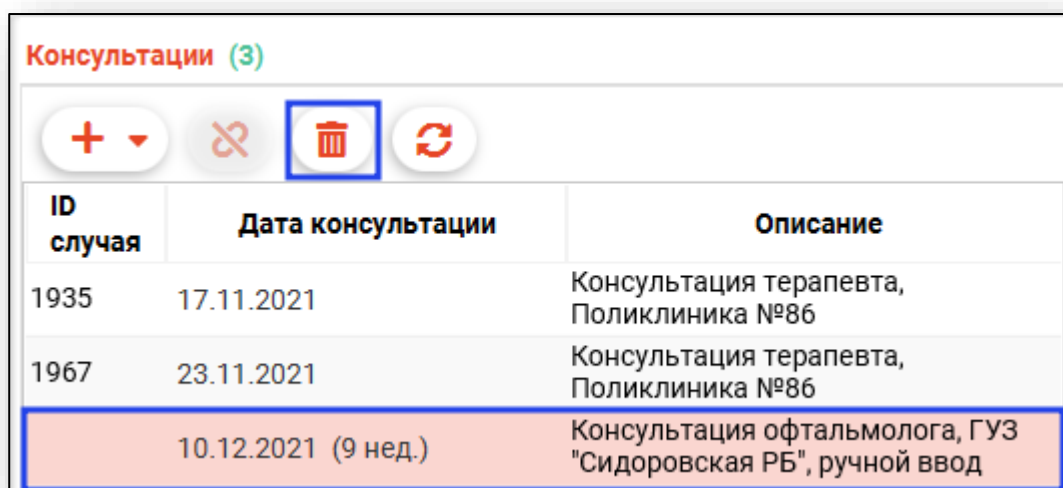 Консультации (3)
ID
случая
Дата консультации
Описание
1935
17.11.2021
Консультация терапевта,
Поликлиника №86
1967
23.11.2021
Консультация терапевта,
Поликлиника №86
10.12.2021 (9 нед.)
Консультация офтальмолога, ГУЗ
"Сидоровская РБ", ручной ввод